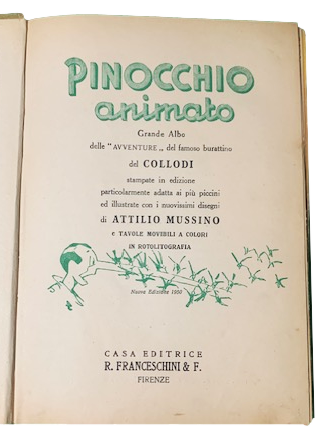 PINOCCHIO
animato
Grande Albo
delle "AVVENTURE„ del famoso burattino
del COLLODI
stampate in edizione
particolarmente adatta ai più piccini
ed illustrate con i nuovissimi disegni
di ATTILIO MUSSINO
e TAVOLE MOVIBILI A COLORI
IN ROTOLITOGRAFIA
Nuova Edizione 1950
CASA EDITRICE
R. FRANCESCHINI & F.
FIRENZE